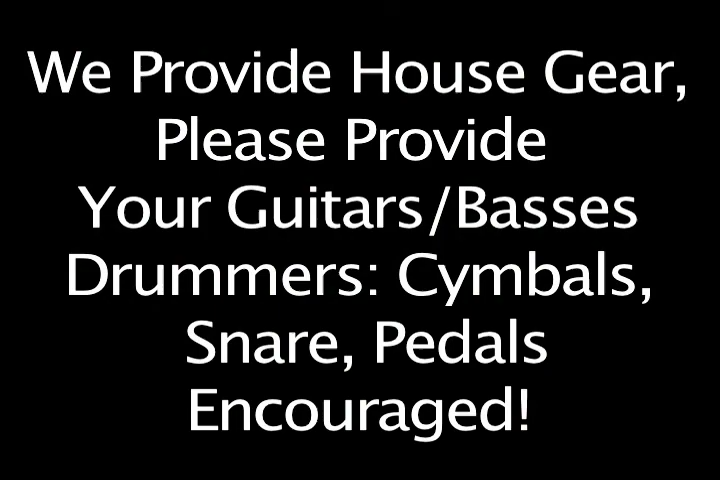 We Provide House Gear,
Please Provide
Your Guitars/Basses
Drummers: Cymbals,
Snare, Pedals
Encouraged!